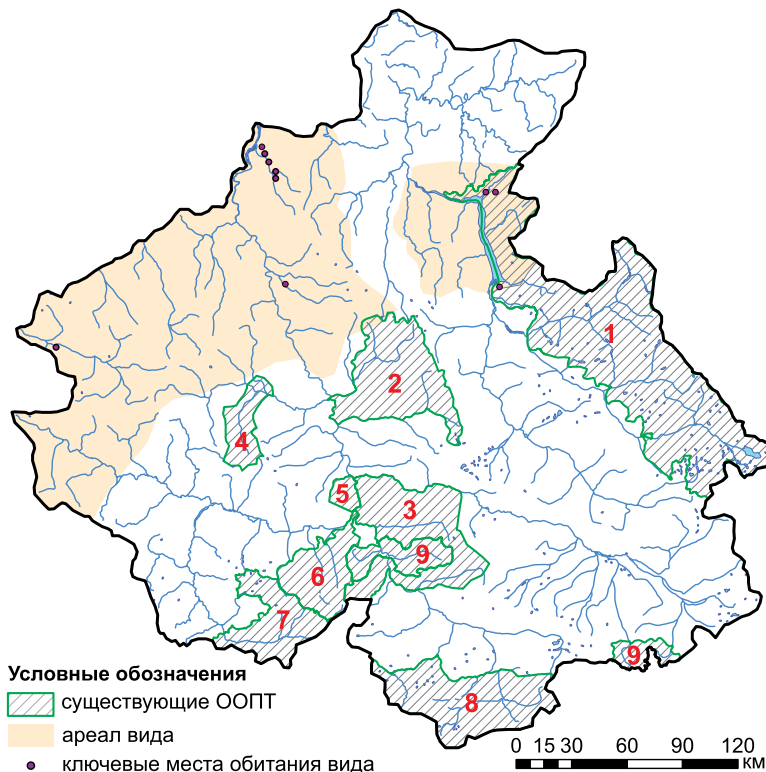 1
2
4
5
3
9
6
7
9
8
Условные обозначения
существующие ООПТ
ареал вида
ключевые места обитания вида
0 15 30 60 90 120
км